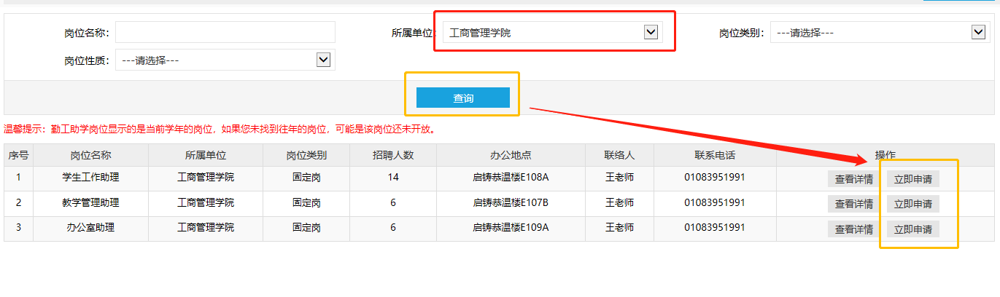 岗位名称： 所属单位： 工商管理学院 岗位类别： ---请选择---
岗位性质： ---请选择---
查询
温馨提示：勤工助学岗位显示的是当前学年的岗位，如果您未找到往年的岗位，可能是该岗位还未开放。
序号 岗位名称 所属单位 岗位类别 招聘人数 办公地点 联络人 联系电话 操作
1 学生工作助理 工商管理学院 固定岗 14 启铸恭温楼E108A 王老师 01083951991 查看详情 立即申请
2 教学管理助理 工商管理学院 固定岗 6 启铸恭温楼E107B 王老师 01083951991 查看详情 立即申请
3 办公室助理 工商管理学院 固定岗 6 启铸恭温楼E109A 王老师 01083951991 查看详情 立即申请